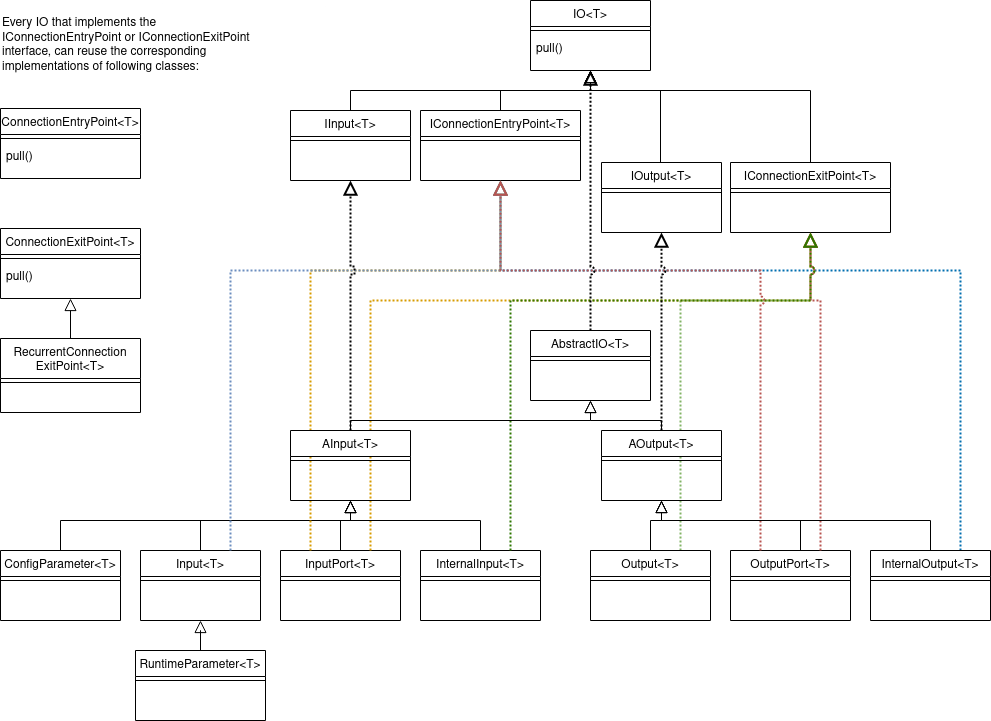 Every IO that implements the
IConnectionEntryPoint or IConnectionExitPoint
interface, can reuse the corresponding
implementations of following classes:
IO<T>
pull()
ConnectionEntryPoint<T>
pull()
IInput<T>
IConnectionEntryPoint<T>
IOutput<T>
IConnectionExitPoint<T>
ConnectionExitPoint<T>
pull()
RecurrentConnection
ExitPoint<T>
AbstractIO<T>
AInput<T>
AOutput<T>
ConfigParameter<T>
Input<T>
InputPort<T>
InternalInput<T>
Output<T>
OutputPort<T>
InternalOutput<T>
RuntimeParameter<T>